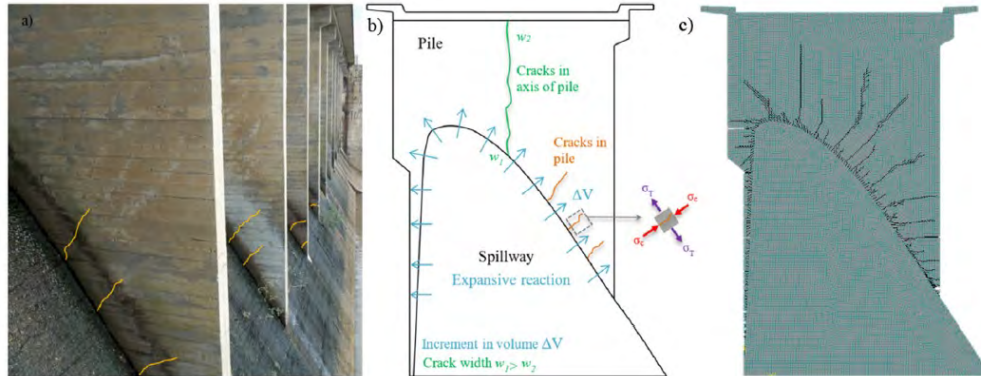 a)
b)
c)
Pile
w2
Cracks in
axis of pile
w1
Cracks in
pile
ΔV
σT
σc
σc
σT
Spillway
Expansive reaction
Increment in volume ΔV
Crack width w1> w2